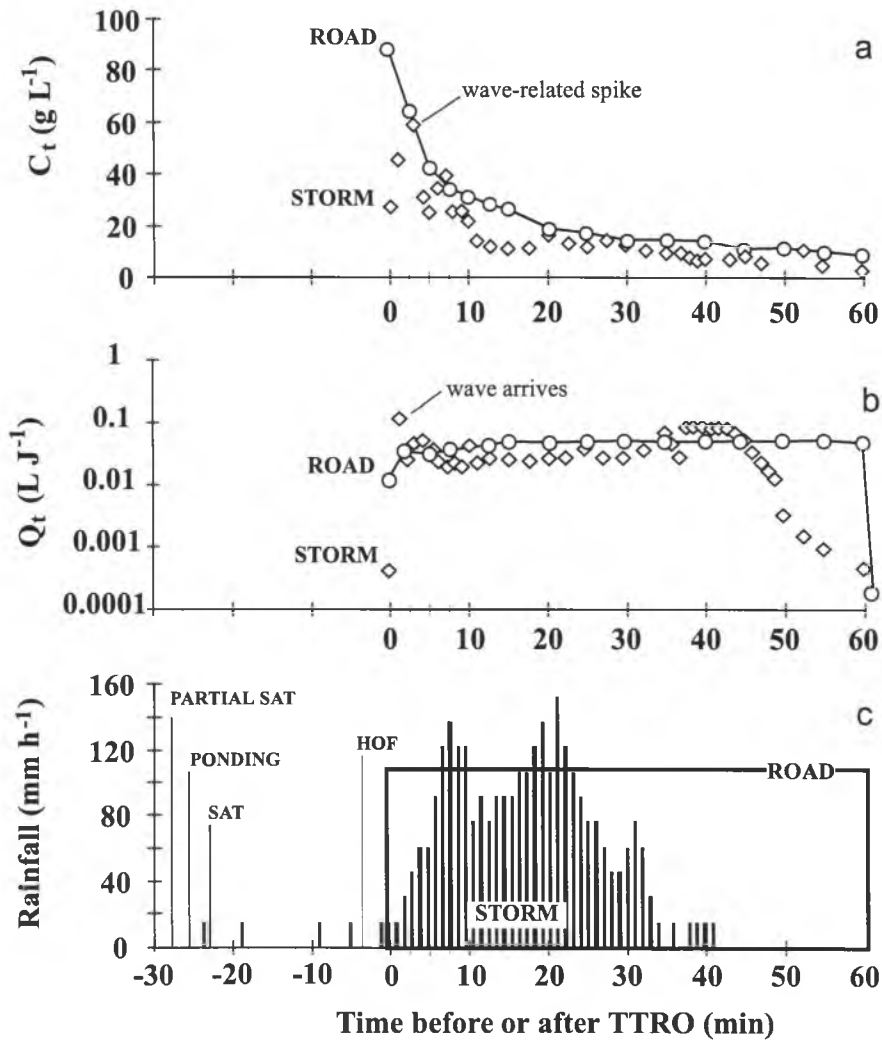 100
80
60
40
20
0
C_t (g L^-1)
ROAD
wave-related spike
STORM
a
0 10 20 30 40 50 60
1
0.1
0.01
0.001
0.0001
Q_t (L J^-1)
wave arrives
ROAD
STORM
b
0 10 20 30 40 50 60
160
120
80
40
0
Rainfall (mm h^-1)
PARTIAL SAT
PONDING
SAT
HOF
ROAD
STORM
c
-30 -20 -10 0 10 20 30 40 50 60
Time before or after TTRO (min)